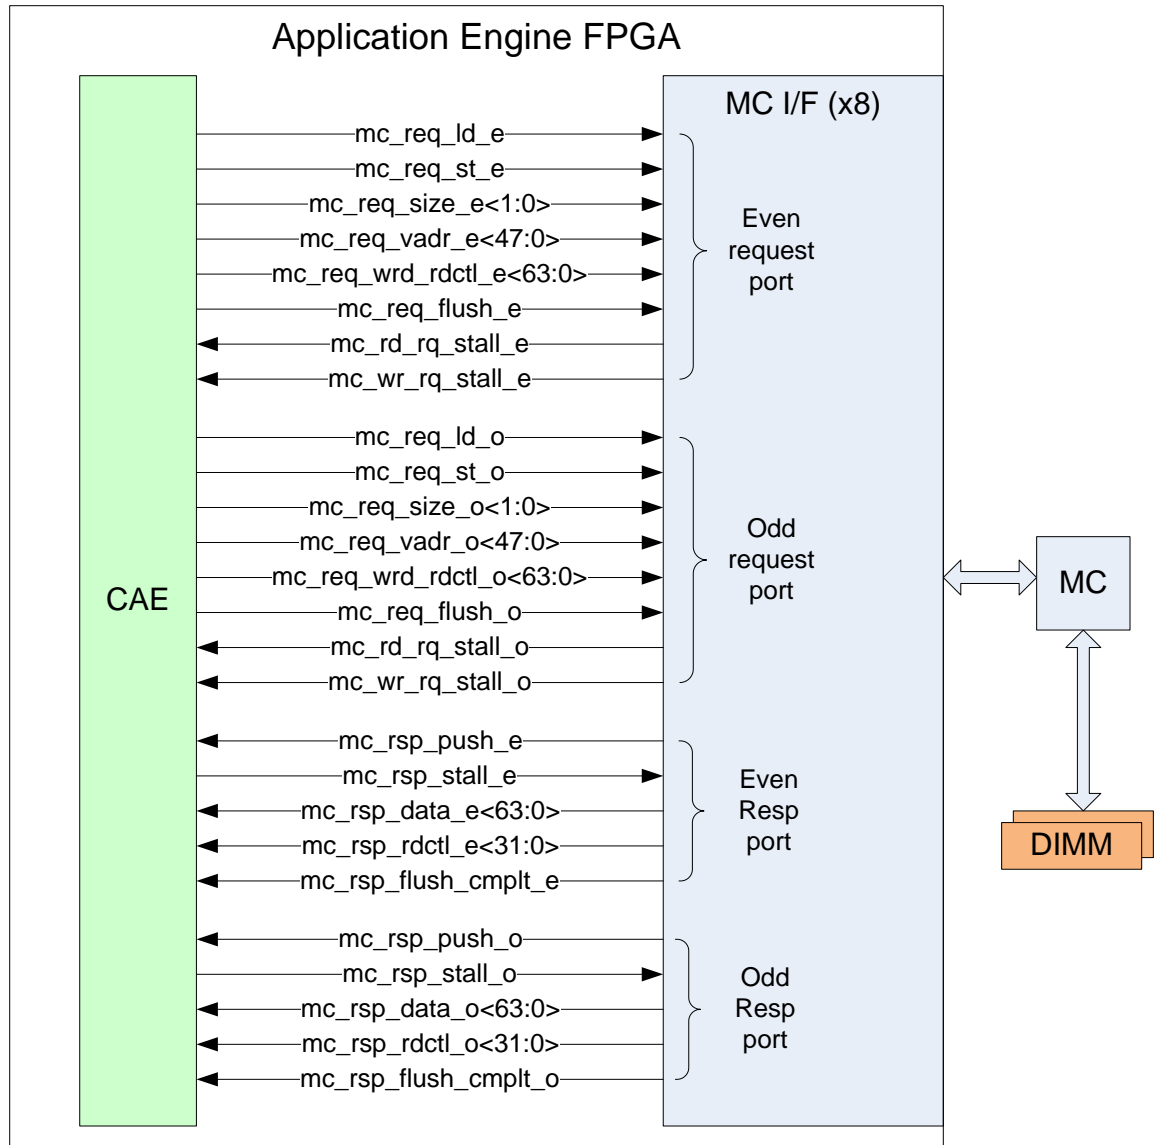 Application Engine FPGA
CAE
MC I/F (x8)
mc_req_ld_e
mc_req_st_e
mc_req_size_e<1:0>
mc_req_vadr_e<47:0>
mc_req_wrd_rdctl_e<63:0>
mc_req_flush_e
mc_rd_rq_stall_e
mc_wr_rq_stall_e
Even
request
port
mc_req_ld_o
mc_req_st_o
mc_req_size_o<1:0>
mc_req_vadr_o<47:0>
mc_req_wrd_rdctl_o<63:0>
mc_req_flush_o
mc_rd_rq_stall_o
mc_wr_rq_stall_o
Odd
request
port
mc_rsp_push_e
mc_rsp_stall_e
mc_rsp_data_e<63:0>
mc_rsp_rdctl_e<31:0>
mc_rsp_flush_cmplt_e
Even
Resp
port
mc_rsp_push_o
mc_rsp_stall_o
mc_rsp_data_o<63:0>
mc_rsp_rdctl_o<31:0>
mc_rsp_flush_cmplt_o
Odd
Resp
port
MC
DIMM